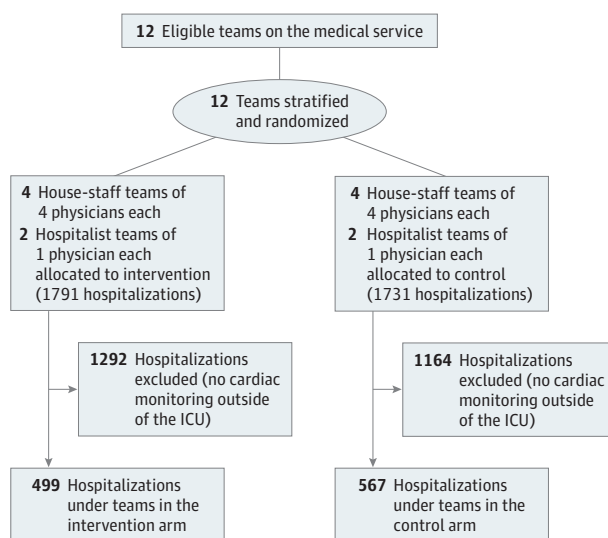 12 Eligible teams on the medical service
12 Teams stratified
and randomized
4 House-staff teams of
4 physicians each
2 Hospitalist teams of
1 physician each
allocated to intervention
(1791 hospitalizations)
4 House-staff teams of
4 physicians each
2 Hospitalist teams of
1 physician each
allocated to control
(1731 hospitalizations)
1292 Hospitalizations
excluded (no cardiac
monitoring outside
of the ICU)
1164 Hospitalizations
excluded (no cardiac
monitoring outside
of the ICU)
499 Hospitalizations
under teams in the
intervention arm
567 Hospitalizations
under teams in the
control arm